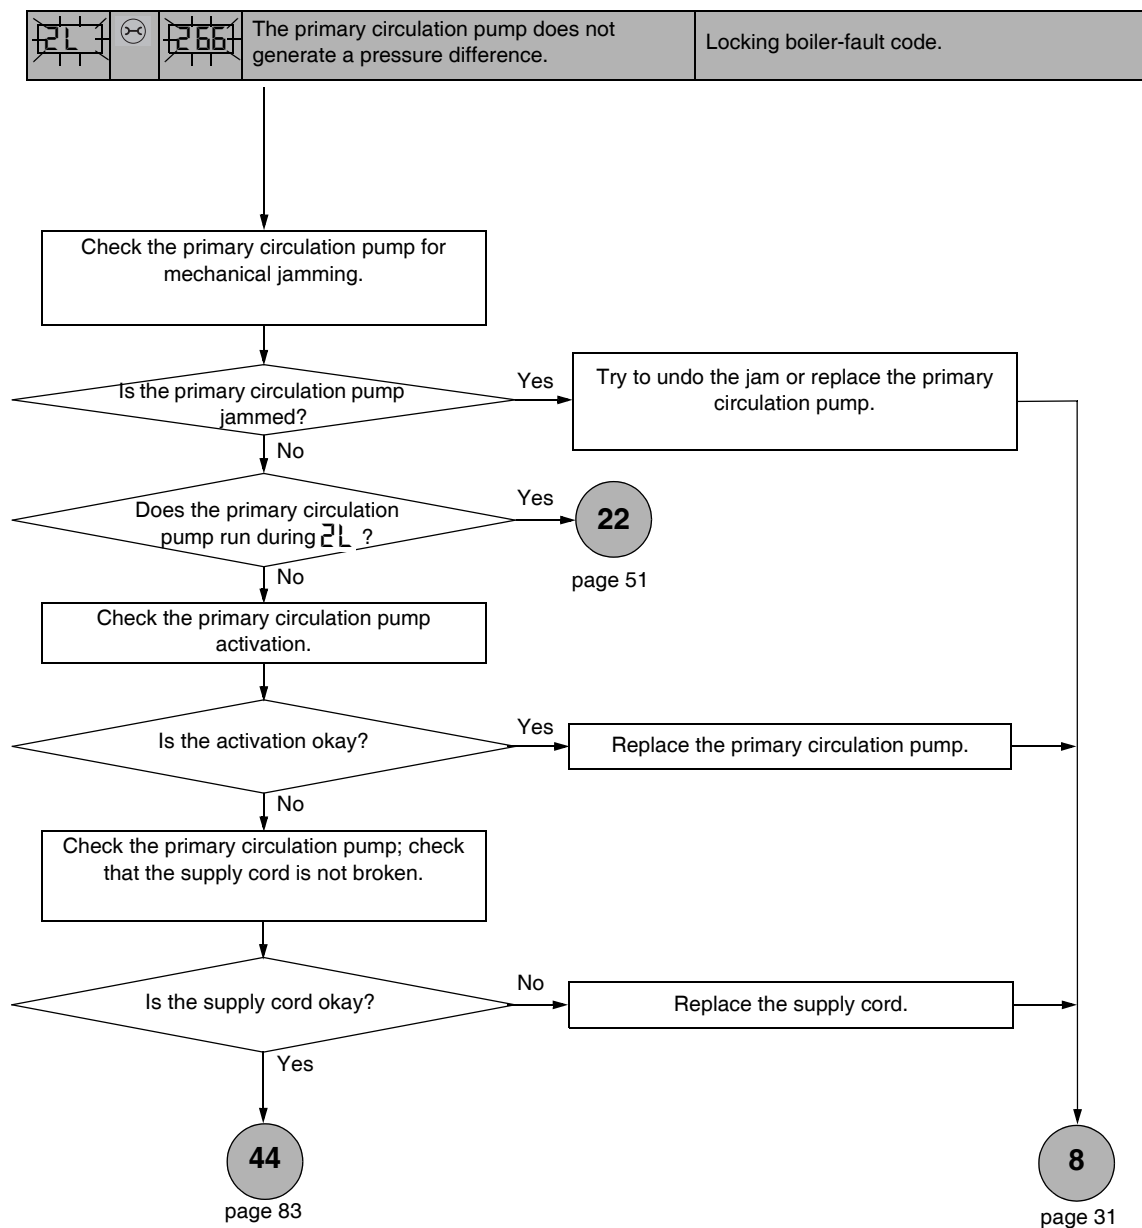 2L
266
The primary circulation pump does not
generate a pressure difference.
Locking boiler-fault code.
Check the primary circulation pump for
mechanical jamming.
Is the primary circulation pump
jammed?
Yes
Try to undo the jam or replace the primary
circulation pump.
No
Does the primary circulation
pump run during 2L ?
Yes
22
page 51
No
Check the primary circulation pump
activation.
Is the activation okay?
Yes
Replace the primary circulation pump.
No
Check the primary circulation pump; check
that the supply cord is not broken.
Is the supply cord okay?
No
Replace the supply cord.
Yes
44
page 83
8
page 31